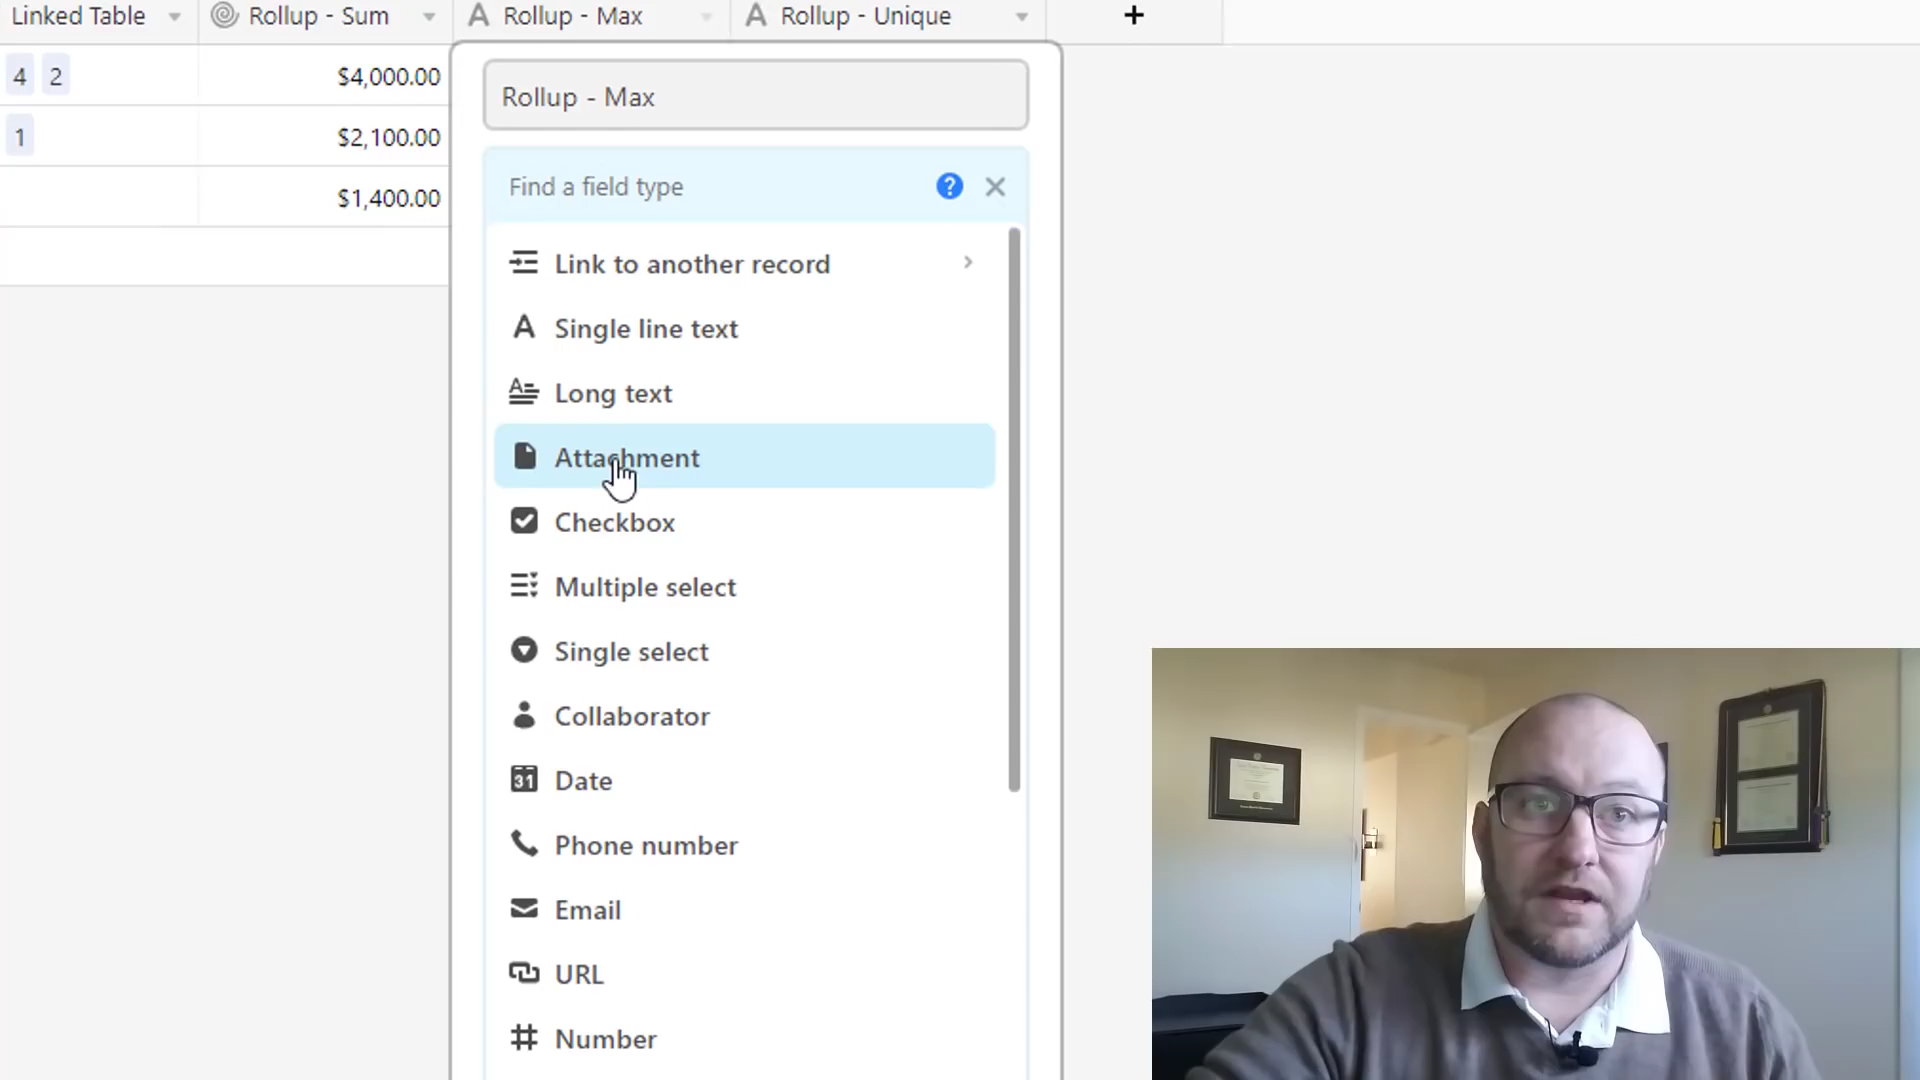 Linked Table Rollup - Sum Rollup - Max Rollup - Unique +
4 2 $4,000.00
1 $2,100.00
$1,400.00
Rollup - Max
Find a field type ?
Link to another record
Single line text
Long text
Attachment
Checkbox
Multiple select
Single select
Collaborator
31 Date
Phone number
Email
URL
Number